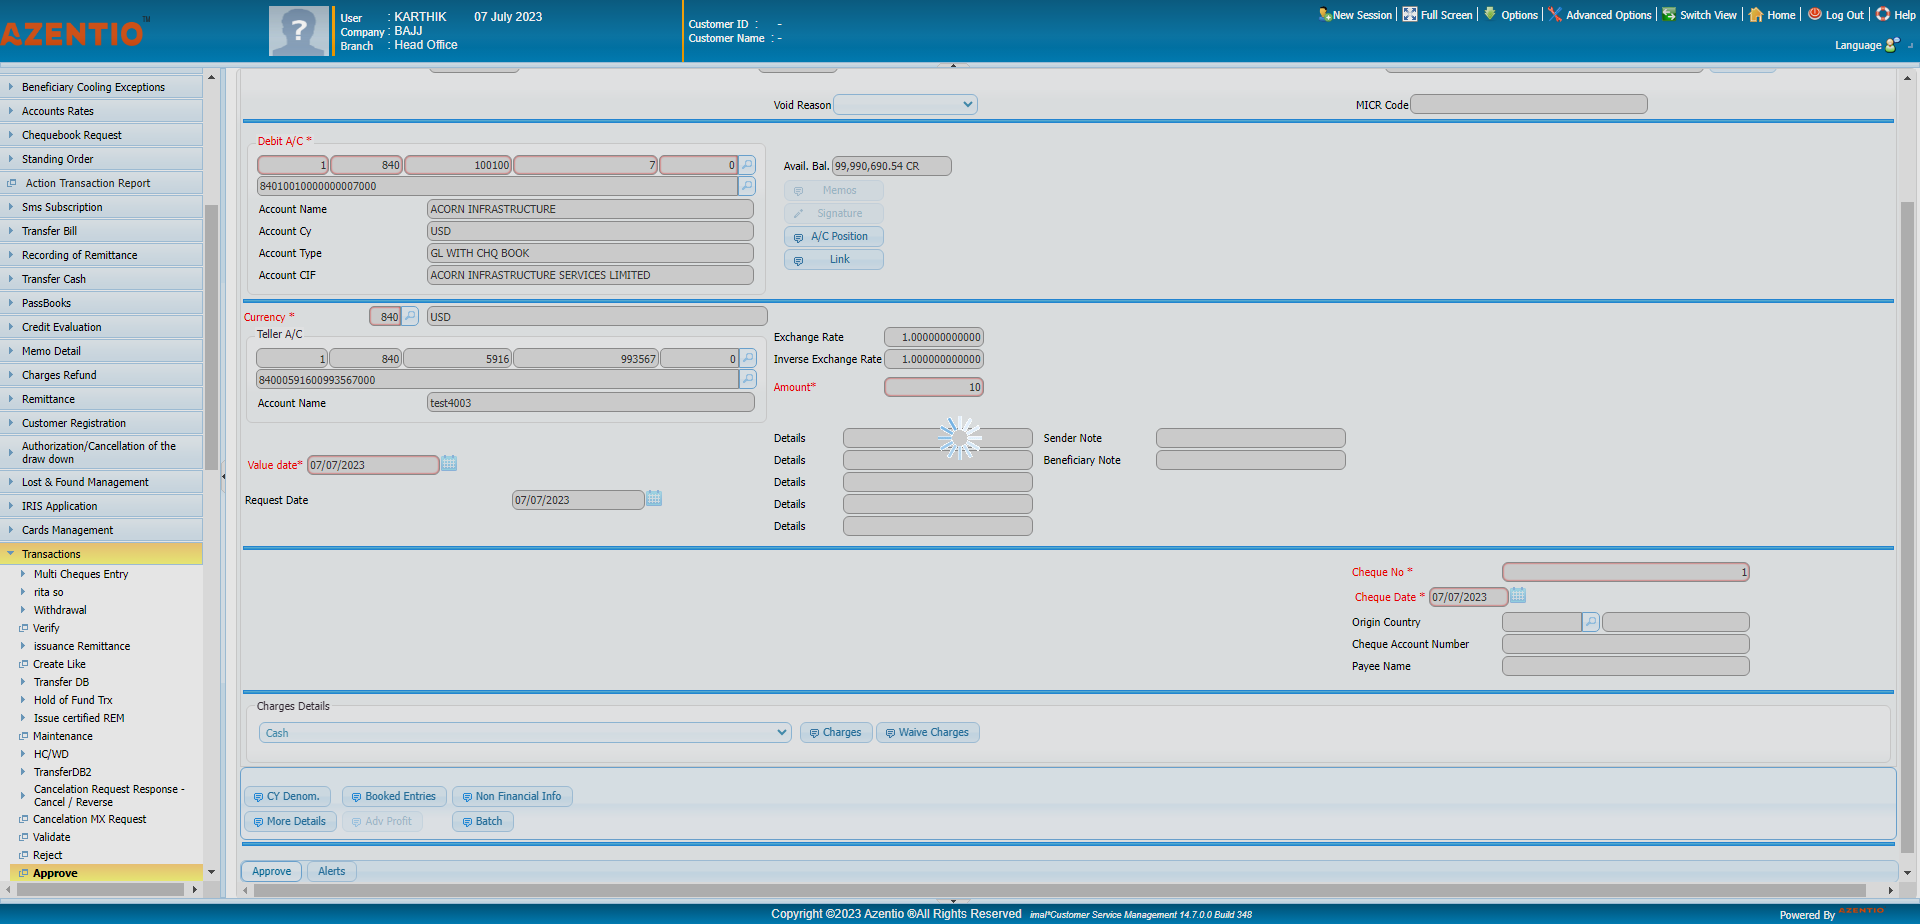 AZENTIO™
User : KARTHIK 07 July 2023
Company : BAJJ
Branch : Head Office
Customer ID : -
Customer Name : -
New Session | Full Screen | Options | Advanced Options | Switch View | Home | Log Out | Help
Language
Beneficiary Cooling Exceptions
Accounts Rates
Chequebook Request
Standing Order
Action Transaction Report
Sms Subscription
Transfer Bill
Recording of Remittance
Transfer Cash
PassBooks
Credit Evaluation
Memo Detail
Charges Refund
Remittance
Customer Registration
Authorization/Cancellation of the
draw down
Lost & Found Management
IRIS Application
Cards Management
Transactions
Multi Cheques Entry
rita so
Withdrawal
Verify
issuance Remittance
Create Like
Transfer DB
Hold of Fund Trx
Issue certified REM
Maintenance
HC/WD
TransferDB2
Cancelation Request Response -
Cancel / Reverse
Cancelation MX Request
Validate
Reject
Approve
Void Reason
MICR Code
Debit A/C *
1 840 100100 7 0
84010010000000007000
Account Name ACORN INFRASTRUCTURE
Account Cy USD
Account Type GL WITH CHQ BOOK
Account CIF ACORN INFRASTRUCTURE SERVICES LIMITED
Avail. Bal. 99,990,690.54 CR
Memos
Signature
A/C Position
Link
Currency * 840 USD
Teller A/C
1 840 5916 993567 0
84000591600993567000
Account Name test4003
Exchange Rate 1.000000000000
Inverse Exchange Rate 1.000000000000
Amount* 10
Value date* 07/07/2023
Request Date 07/07/2023
Details
Details
Details
Details
Details
Sender Note
Beneficiary Note
Cheque No * 1
Cheque Date * 07/07/2023
Origin Country
Cheque Account Number
Payee Name
Charges Details
Cash Charges Waive Charges
CY Denom. Booked Entries Non Financial Info
More Details Adv Profit Batch
Approve Alerts
Copyright ©2023 Azentio ®All Rights Reserved imal®Customer Service Management 14.7.0.0 Build 348
Powered By AZENTIO